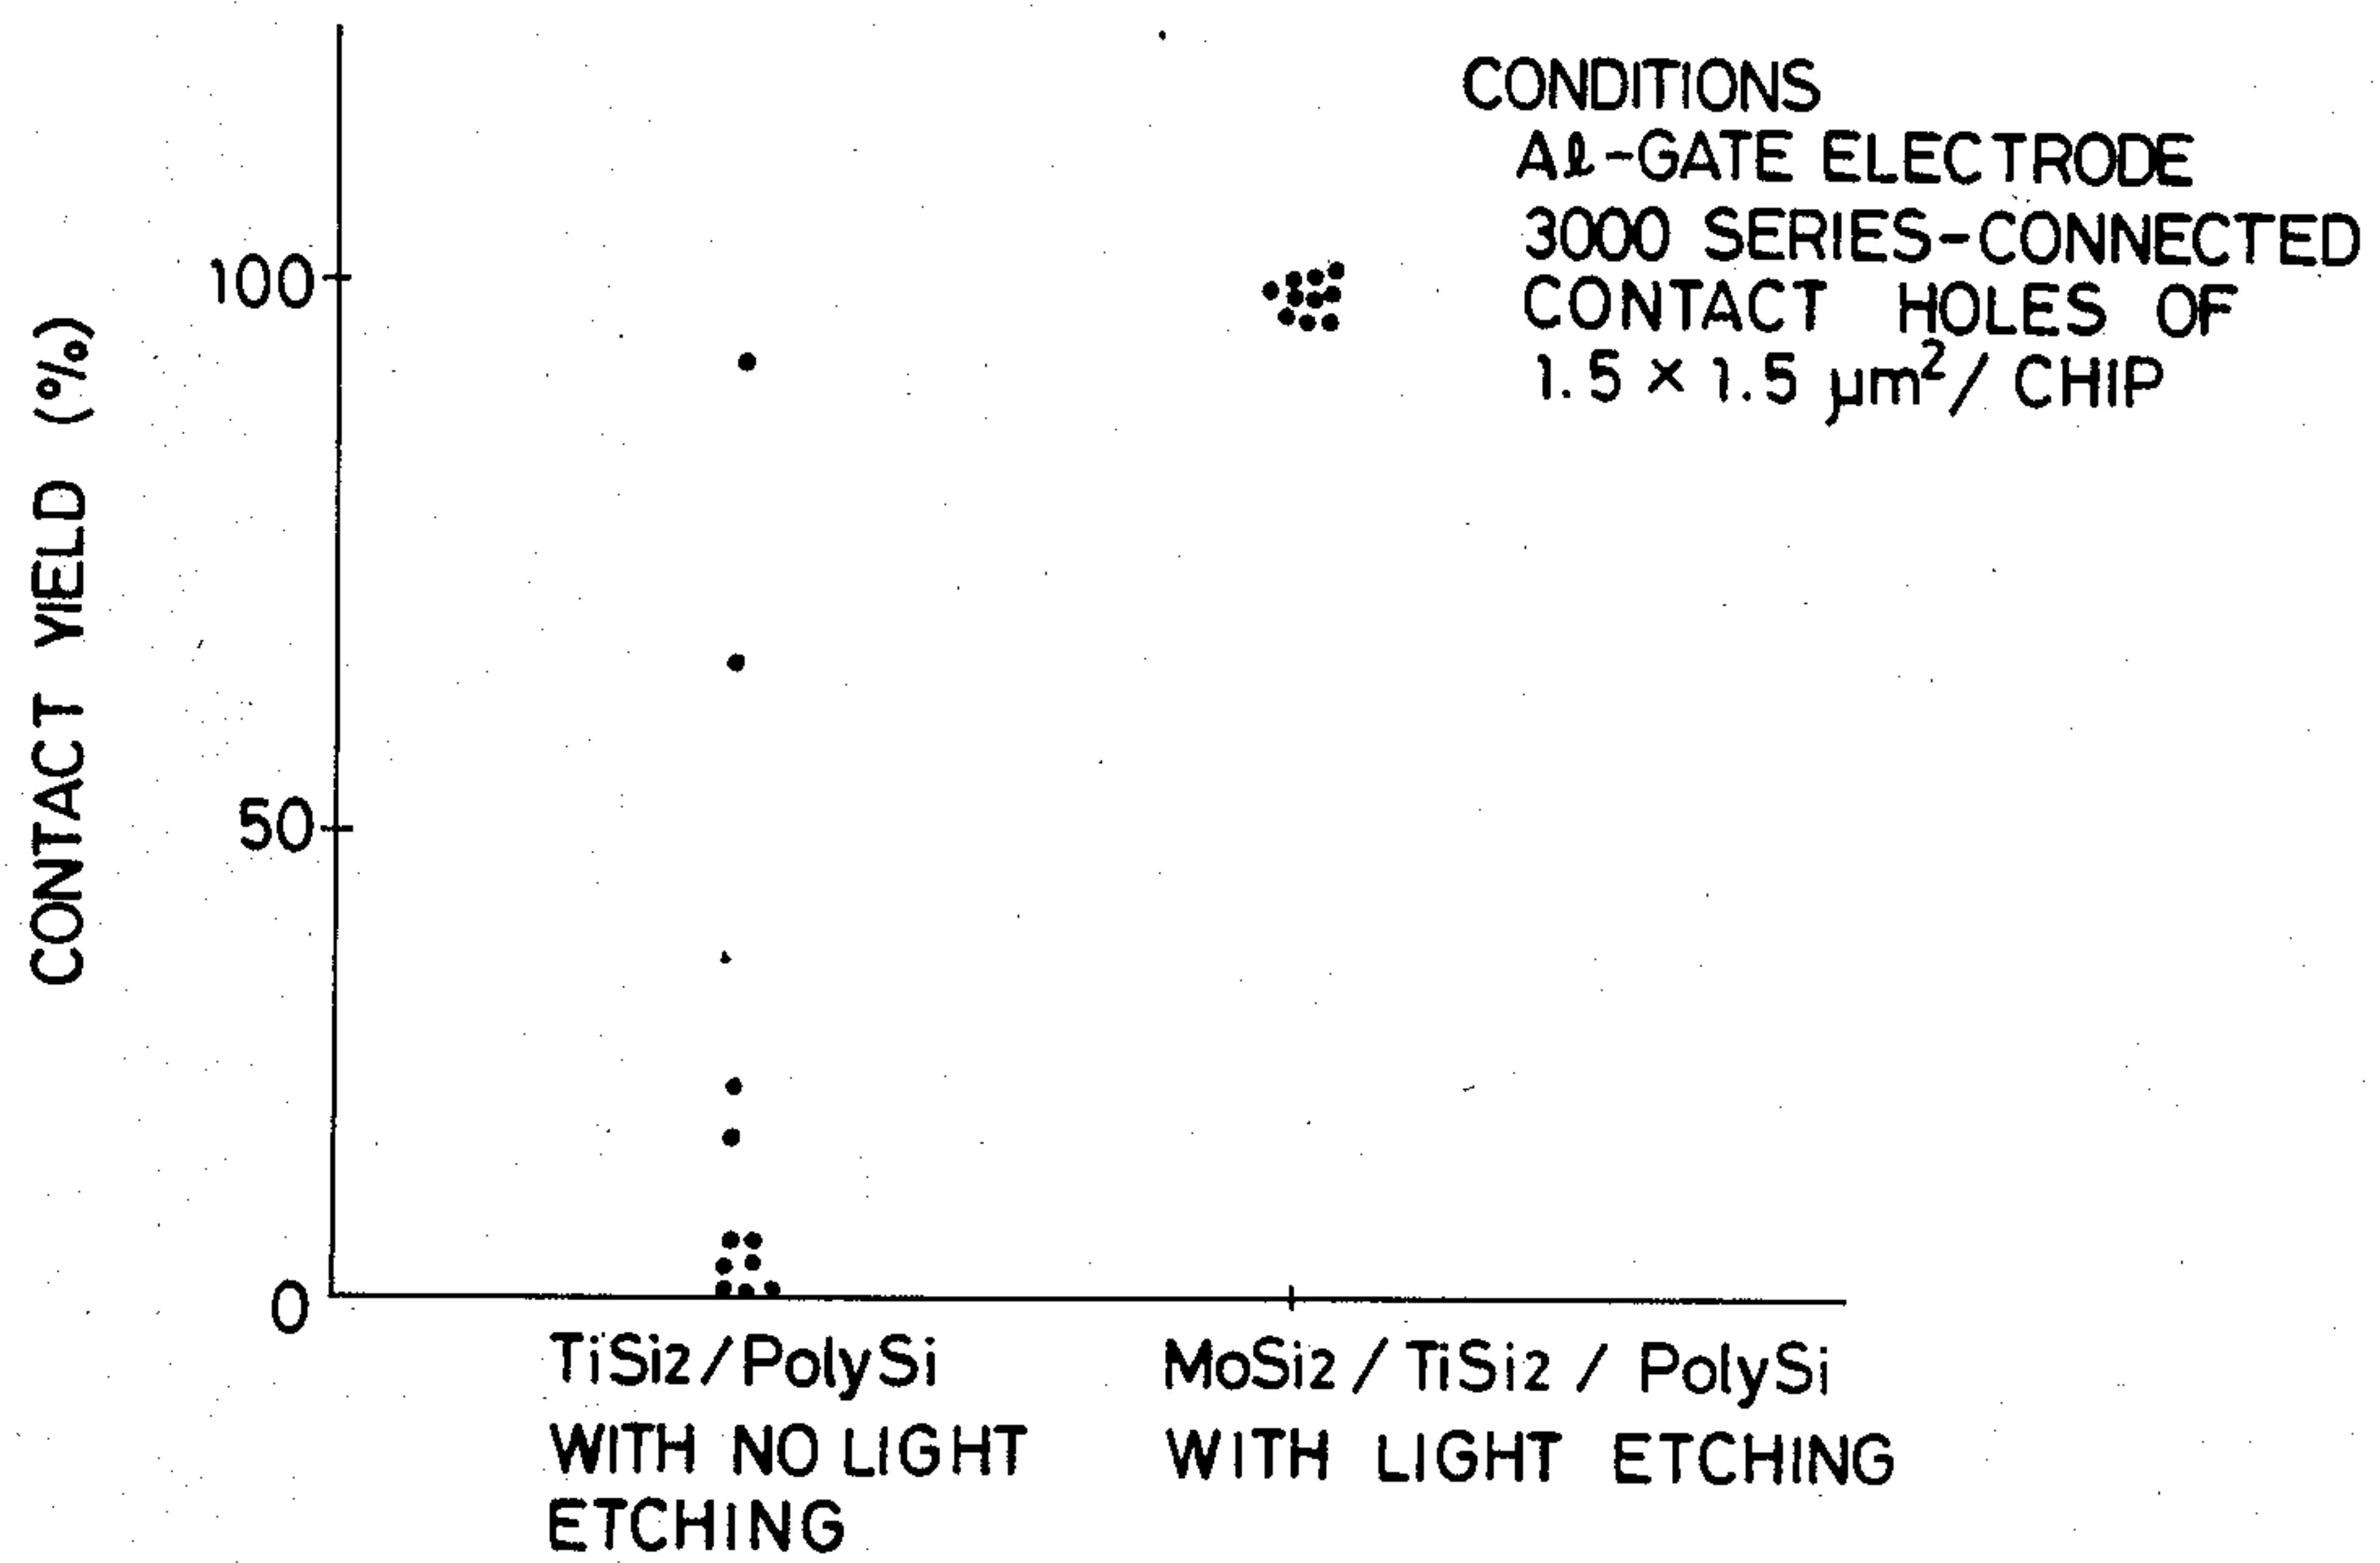 CONDITIONS
Aℓ-GATE ELECTRODE
3000 SERIES-CONNECTED
CONTACT HOLES OF
1.5 × 1.5 μm²/ CHIP
CONTACT YIELD (%)
100
50
0
TiSi2/PolySi
WITH NO LIGHT
ETCHING
MoSi2 / TiSi2 / PolySi
WITH LIGHT ETCHING